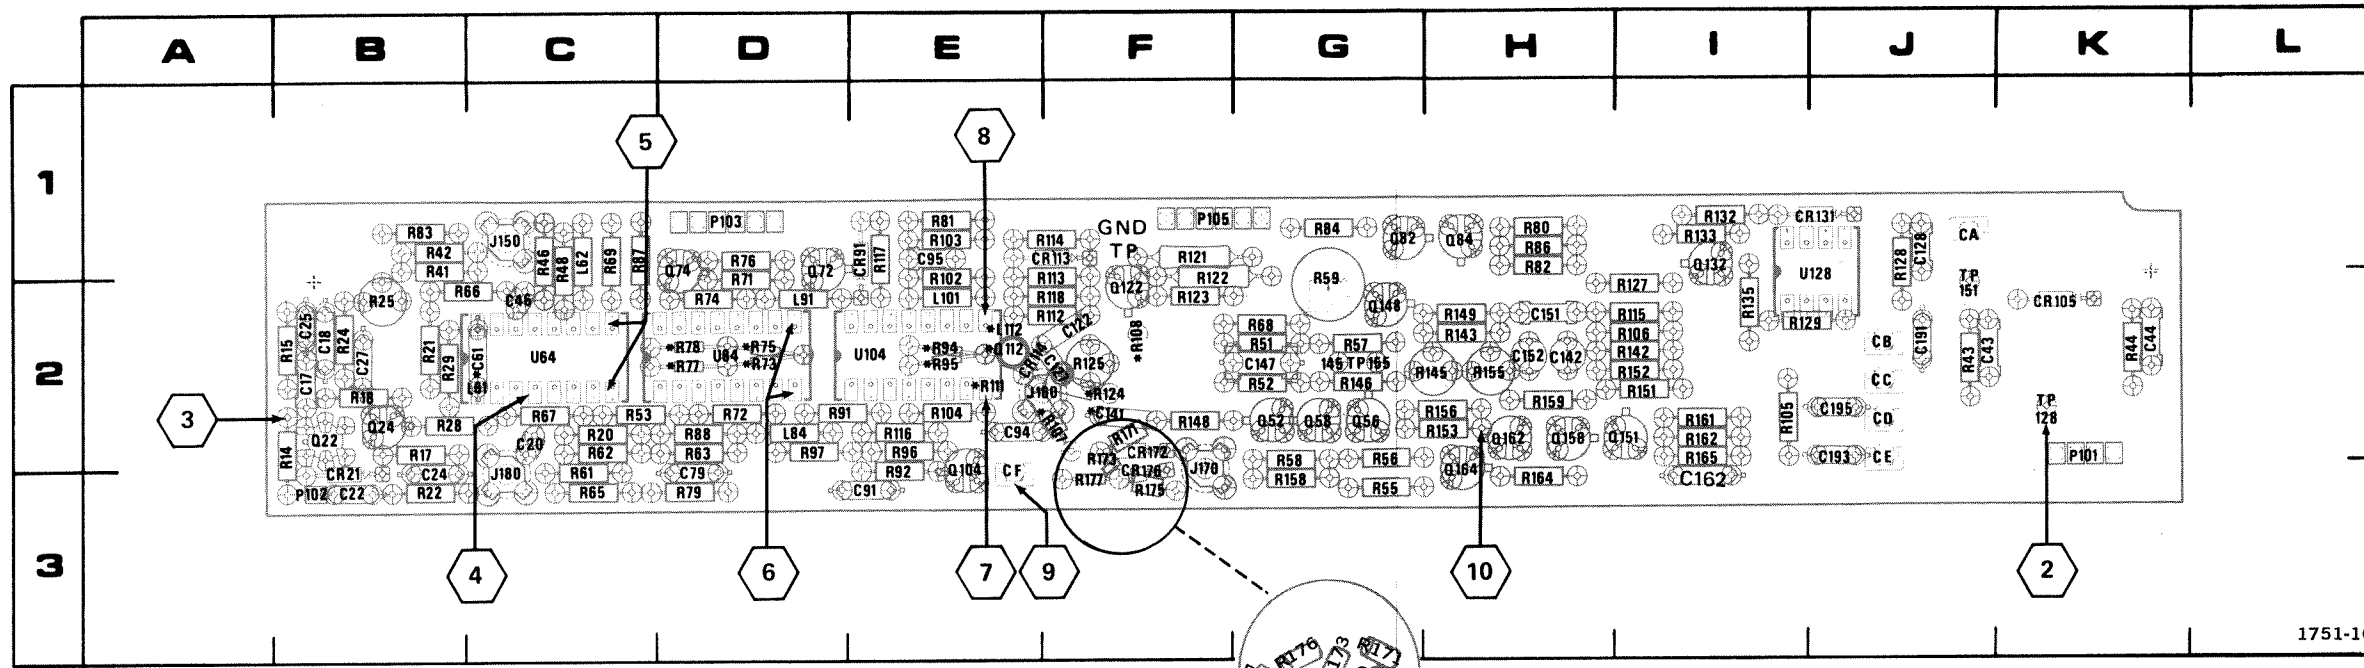 A B C D E F G H I J K L
5 8
1
R81 P103 GND P105 R84 R80 R132 CR131
R83 J150 R103 R114 TP Q82 Q84 R86 R133 CA
R42 R46 R48 L62 R69 R87 Q74 R76 Q72 CR91 R117 C95 CR113 R121 R82 Q132 R128 C128
R41 R71 R102 R113 R122 R59 U128 TP
R66 C46 R74 L91 L101 R118 Q122 R123 R127 R135 151
R25 Q148 CR105
R112 R149 C151 R115 R129
R15 C25 C18 R24 C27 R21 R29 *C61 *L112 C122 *R108 R68 R143 R106 C191 R43 C43 R44 C44
U64 *R78 U84 *R75 U104 *R94 *Q112 CR114 C127 R125 R51 R57 C152 C142 R142 CB
2
C17 L61 *R77 *R73 *R95 C147 145 TP 155 R145 R155 R152
*R111 R52 R146 R151 CC
R18 J160 *R124 R159 TP
3 Q24 R28 R67 R53 R72 R91 R104 *R107 *C141 R148 Q52 Q58 Q56 R156 R161 R105 C195 CD 128
Q22 C20 R20 R88 L84 R116 C94 R171 R153 Q162 Q158 Q151 R162
R14 R17 R62 R63 R97 R96 R173 CR172 R58 R56 R165 C193 CE P101
CR21 C24 J180 R61 C79 R92 Q104 CF CR176 J170 Q164
P102 C22 R22 R65 R79 C91 R177 R175 R158 R55 R164 C162
3
4 6 7 9 10 2
1751-1
R176 173 R171